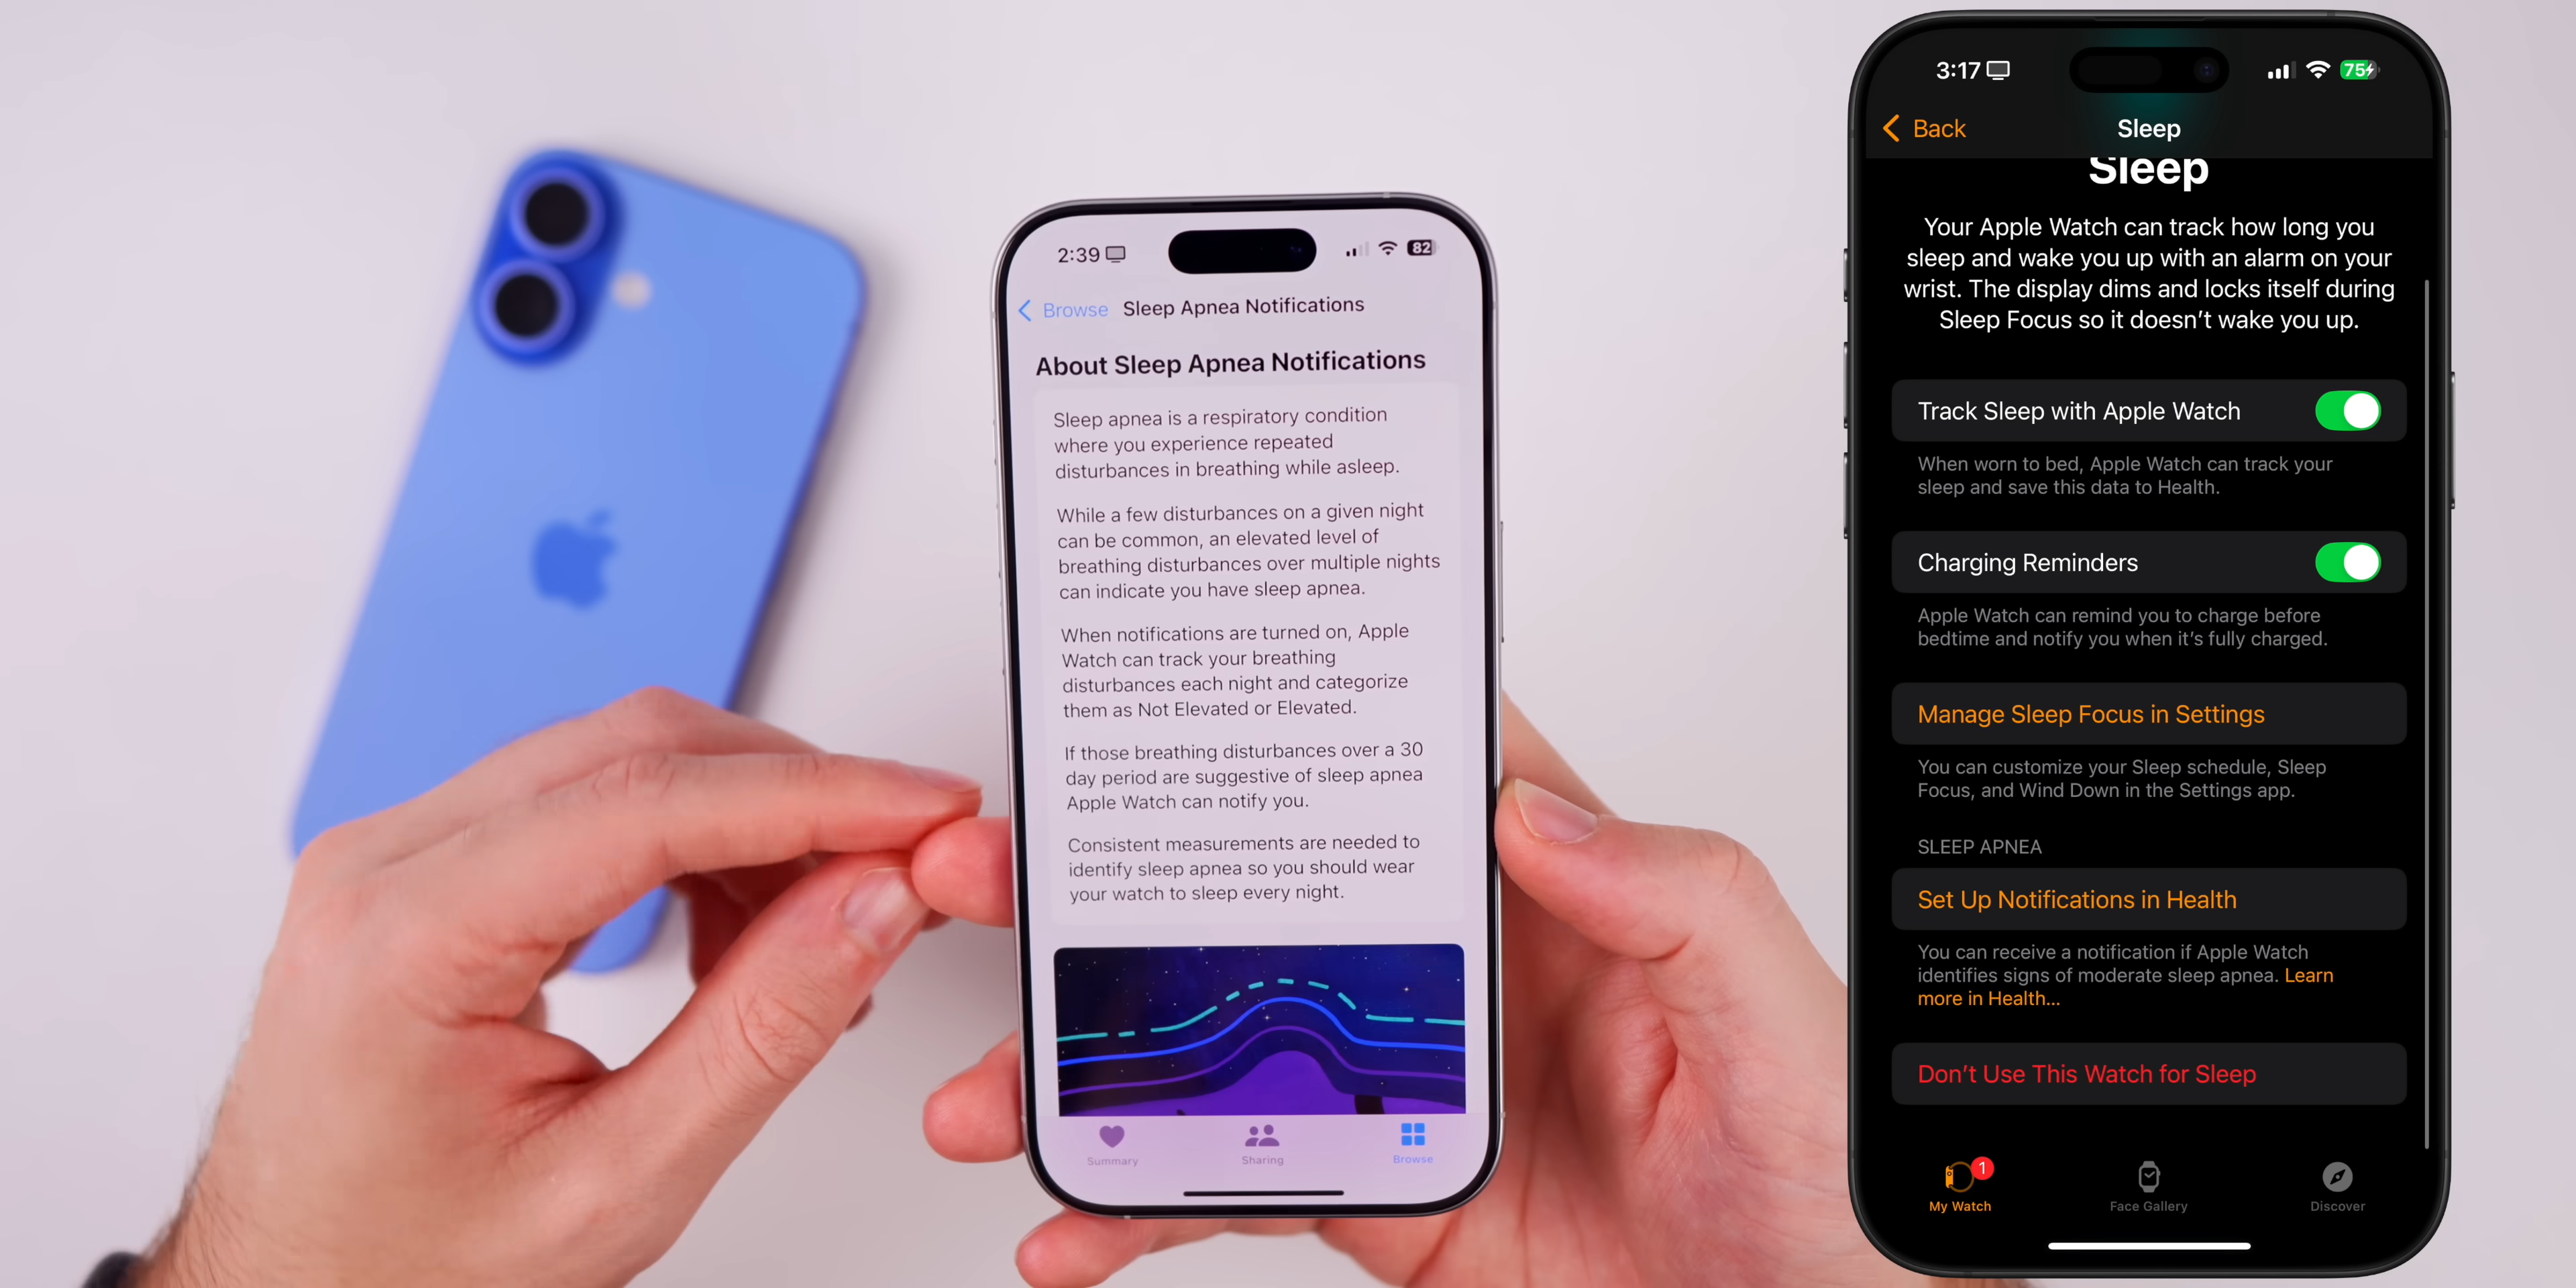 2:39
82
Browse
Sleep Apnea Notifications
About Sleep Apnea Notifications
Sleep apnea is a respiratory condition
where you experience repeated
disturbances in breathing while asleep.
While a few disturbances on a given night
can be common, an elevated level of
breathing disturbances over multiple nights
can indicate you have sleep apnea.
When notifications are turned on, Apple
Watch can track your breathing
disturbances each night and categorize
them as Not Elevated or Elevated.
If those breathing disturbances over a 30
day period are suggestive of sleep apnea
Apple Watch can notify you.
Consistent measurements are needed to
identify sleep apnea so you should wear
your watch to sleep every night.
Summary
Sharing
Browse
3:17
75
Back
Sleep
Sleep
Your Apple Watch can track how long you
sleep and wake you up with an alarm on your
wrist. The display dims and locks itself during
Sleep Focus so it doesn’t wake you up.
Track Sleep with Apple Watch
When worn to bed, Apple Watch can track your
sleep and save this data to Health.
Charging Reminders
Apple Watch can remind you to charge before
bedtime and notify you when it’s fully charged.
Manage Sleep Focus in Settings
You can customize your Sleep schedule, Sleep
Focus, and Wind Down in the Settings app.
SLEEP APNEA
Set Up Notifications in Health
You can receive a notification if Apple Watch
identifies signs of moderate sleep apnea. Learn
more in Health...
Don’t Use This Watch for Sleep
1
My Watch
Face Gallery
Discover